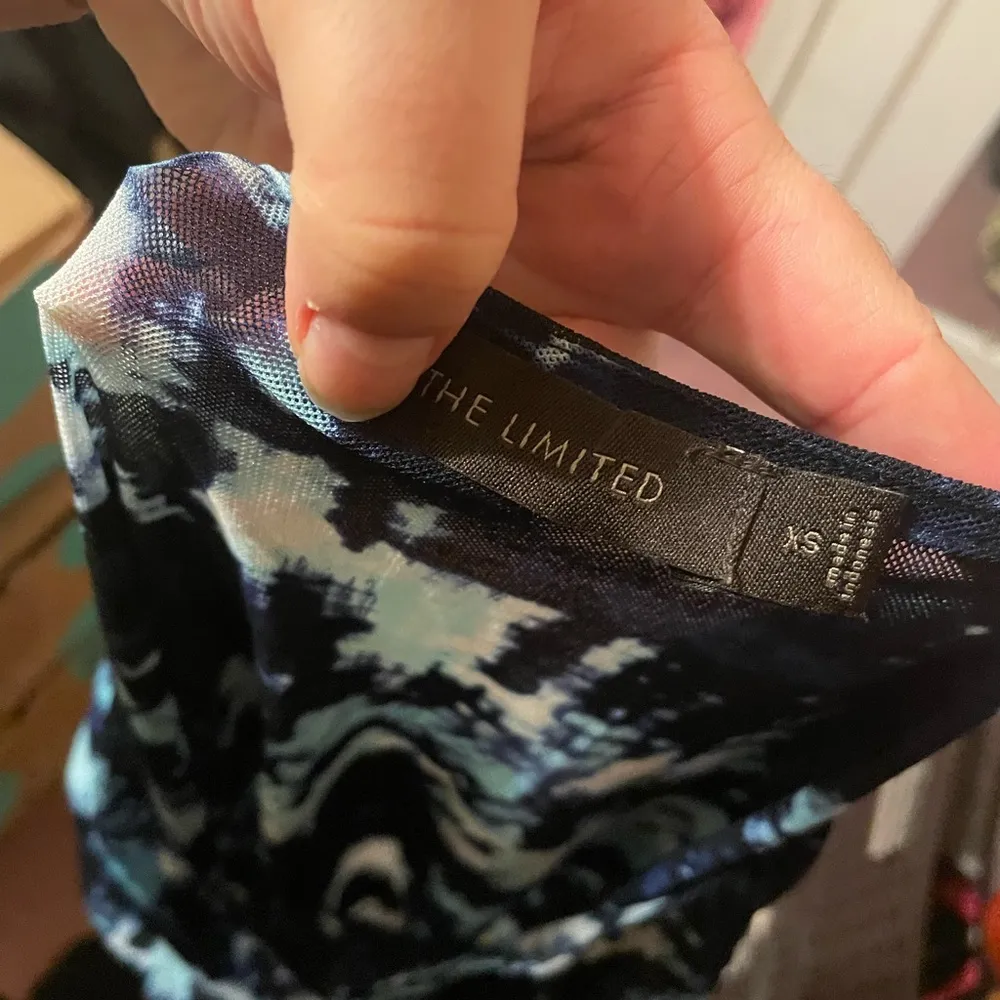 THE LIMITED
XS
made in
indonesia